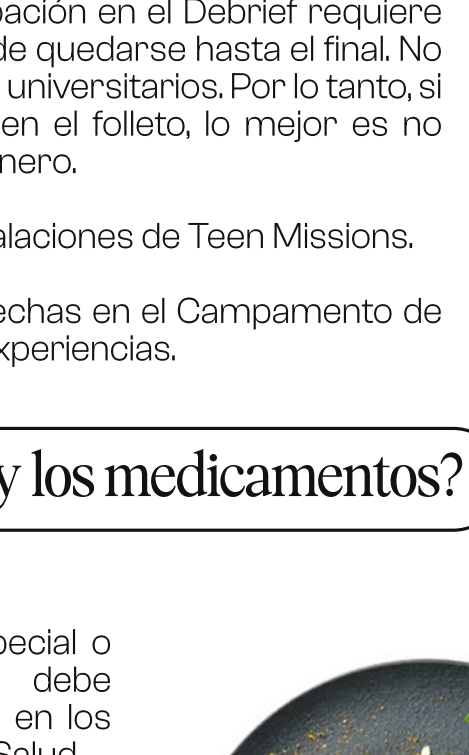 pación en el Debrief requiere
de quedarse hasta el final. No
universitarios. Por lo tanto, si
en el folleto, lo mejor es no
nero.
alaciones de Teen Missions.
echas en el Campamento de
xperiencias.
y los medicamentos?
pecial o
debe
en los
Salud